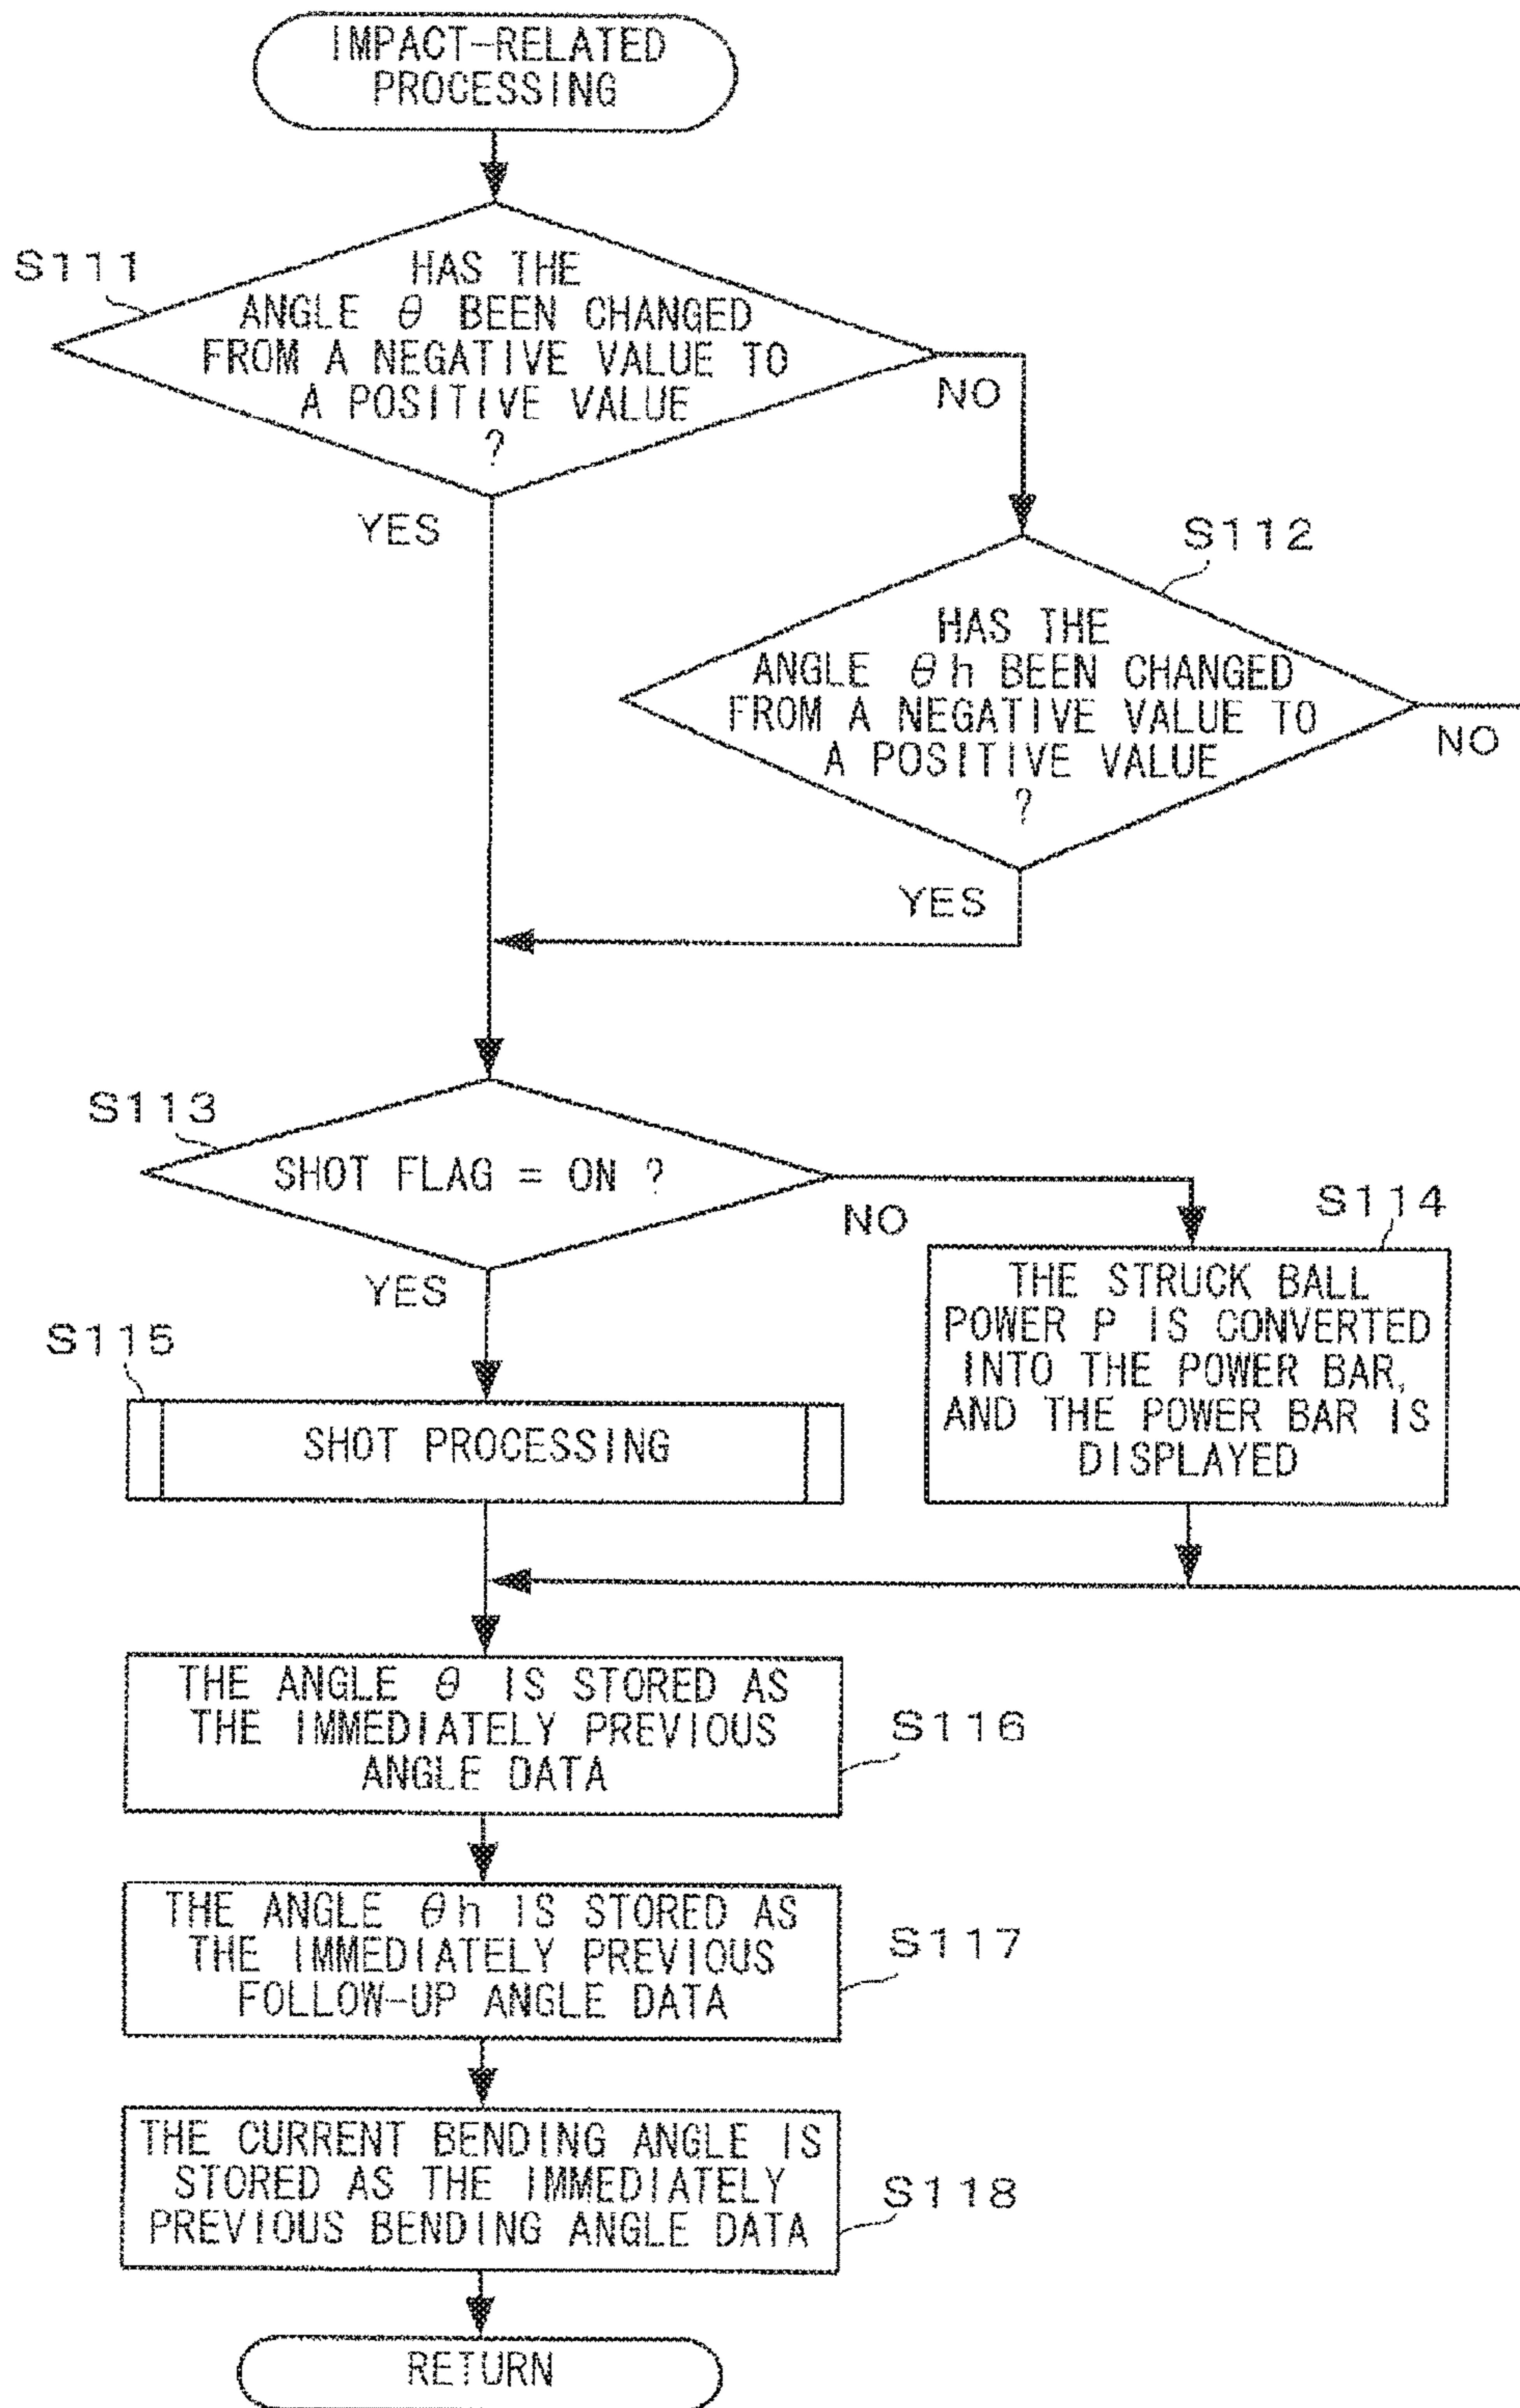 IMPACT-RELATED
PROCESSING
S111
HAS THE
ANGLE θ BEEN CHANGED
FROM A NEGATIVE VALUE TO
A POSITIVE VALUE
?
NO
YES
S112
HAS THE
ANGLE θh BEEN CHANGED
FROM A NEGATIVE VALUE TO
A POSITIVE VALUE
?
NO
YES
S113
SHOT FLAG = ON ?
NO
YES
S114
THE STRUCK BALL
POWER P IS CONVERTED
INTO THE POWER BAR,
AND THE POWER BAR IS
DISPLAYED
S115
SHOT PROCESSING
THE ANGLE θ IS STORED AS
THE IMMEDIATELY PREVIOUS
ANGLE DATA
S116
THE ANGLE θh IS STORED AS
THE IMMEDIATELY PREVIOUS
FOLLOW-UP ANGLE DATA
S117
THE CURRENT BENDING ANGLE IS
STORED AS THE IMMEDIATELY
PREVIOUS BENDING ANGLE DATA
S118
RETURN